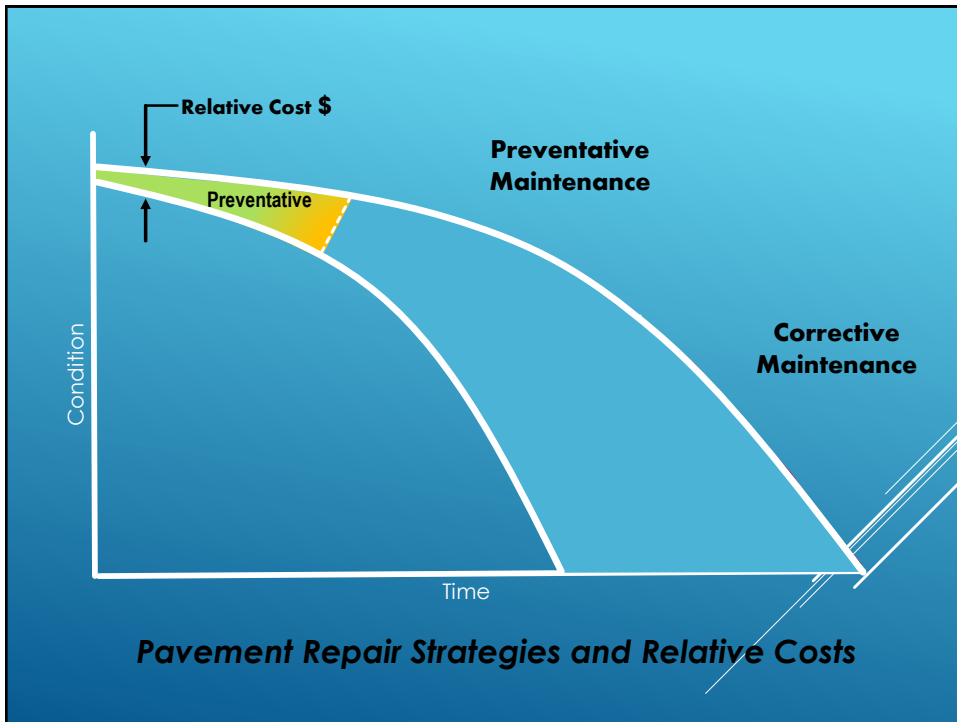 Relative Cost $
Preventative
Maintenance
Preventative
Corrective
Maintenance
Condition
Time
Pavement Repair Strategies and Relative Costs